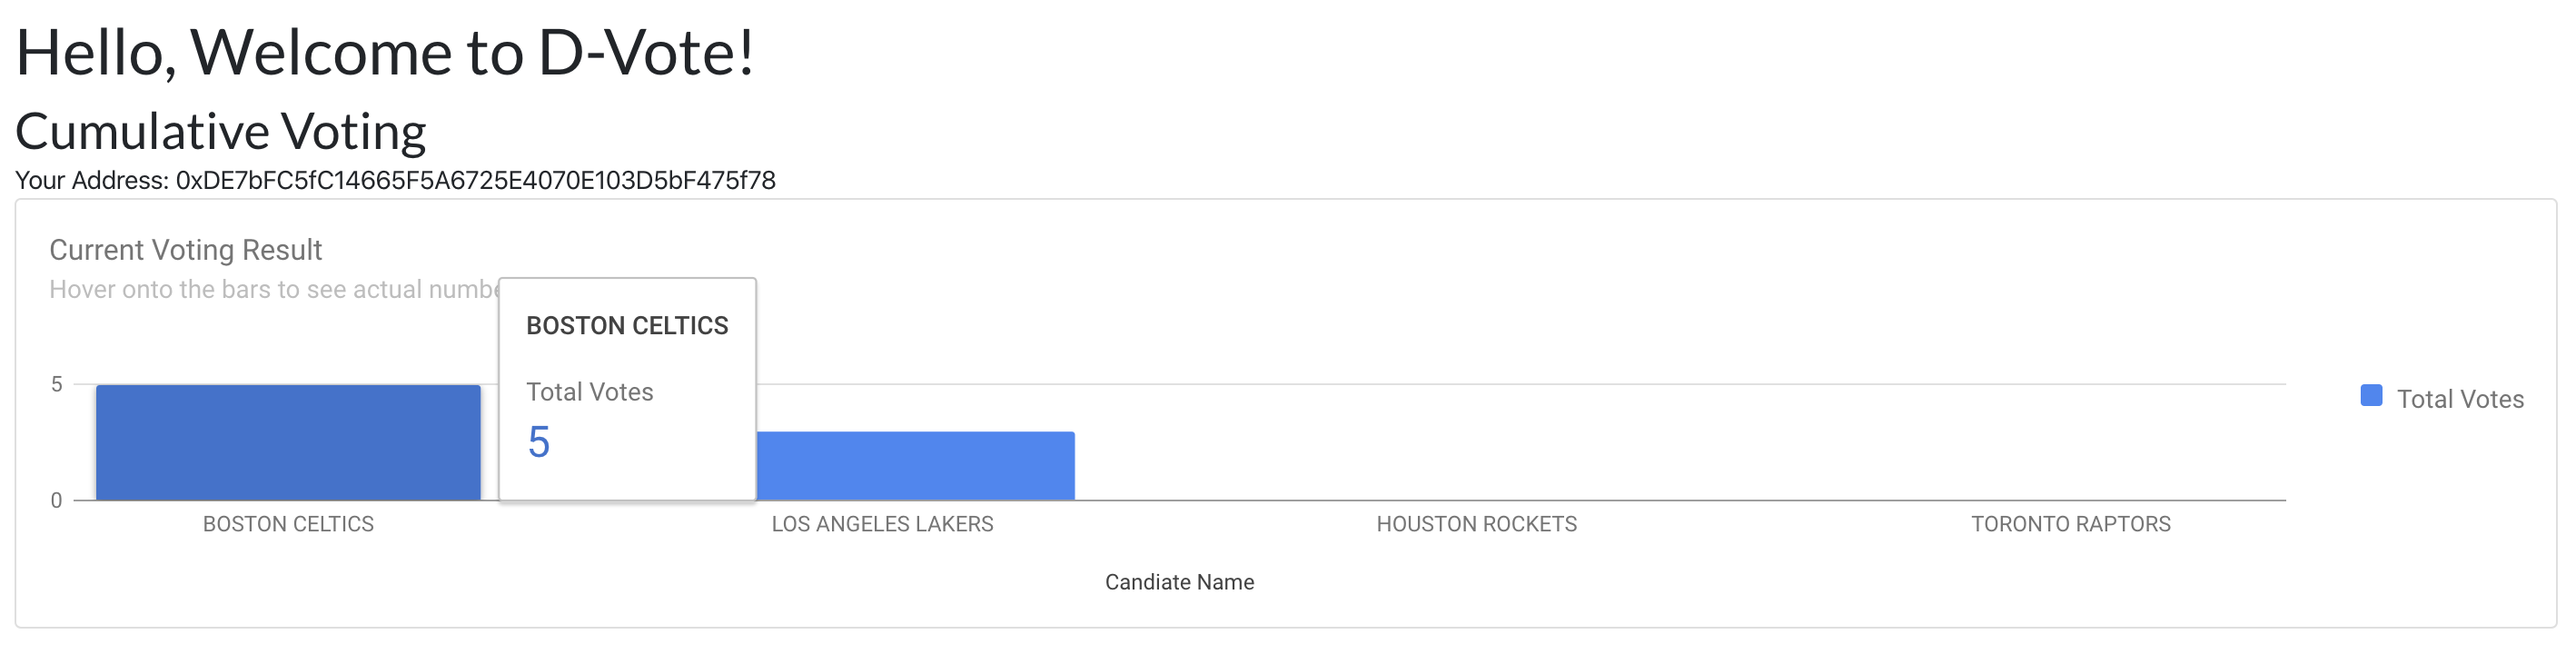 Hello, Welcome to D-Vote!
Cumulative Voting
Your Address: 0xDE7bFC5fC14665F5A6725E4070E103D5bF475f78
Current Voting Result
Hover onto the bars to see actual
BOSTON CELTICS
Total Votes
5
5
Total Votes
0
BOSTON CELTICS LOS ANGELES LAKERS HOUSTON ROCKETS TORONTO RAPTORS
Candiate Name